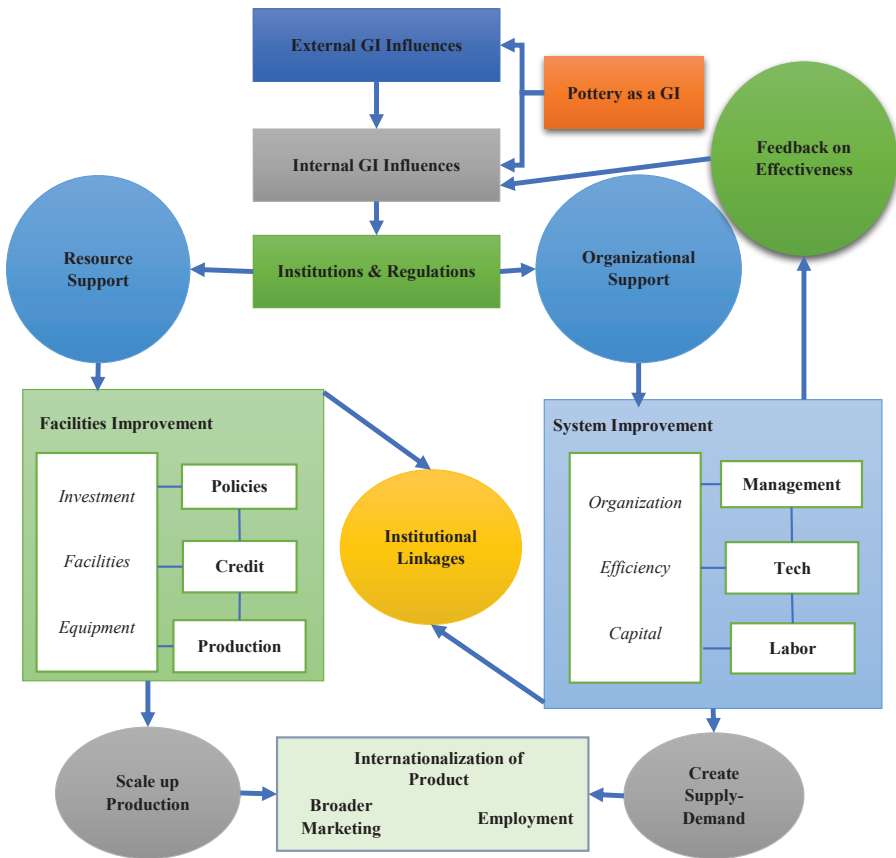 External GI Influences
Pottery as a GI
Internal GI Influences
Feedback on
Effectiveness
Resource
Support
Institutions & Regulations
Organizational
Support
Facilities Improvement
Investment
Facilities
Equipment
Policies
Credit
Production
Institutional
Linkages
System Improvement
Organization
Efficiency
Capital
Management
Tech
Labor
Scale up
Production
Internationalization of
Product
Broader
Marketing
Employment
Create
Supply-
Demand